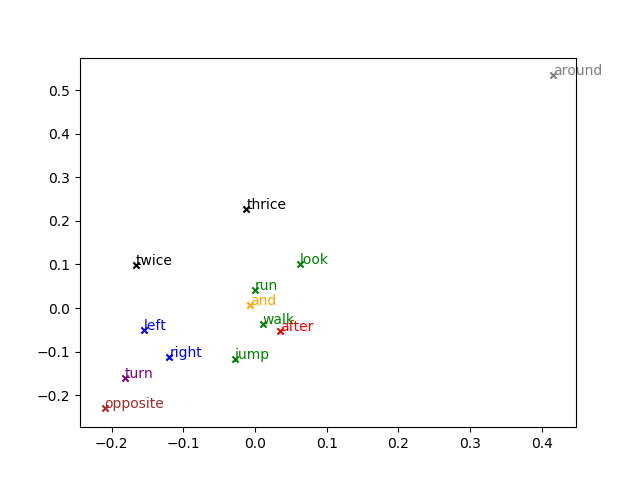 around
0.5
0.4
0.3
thrice
0.2
twice
look
0.1
run
and
0.0
walk
after
left
right
jump
−0.1
turn
opposite
−0.2
−0.2 −0.1 0.0 0.1 0.2 0.3 0.4